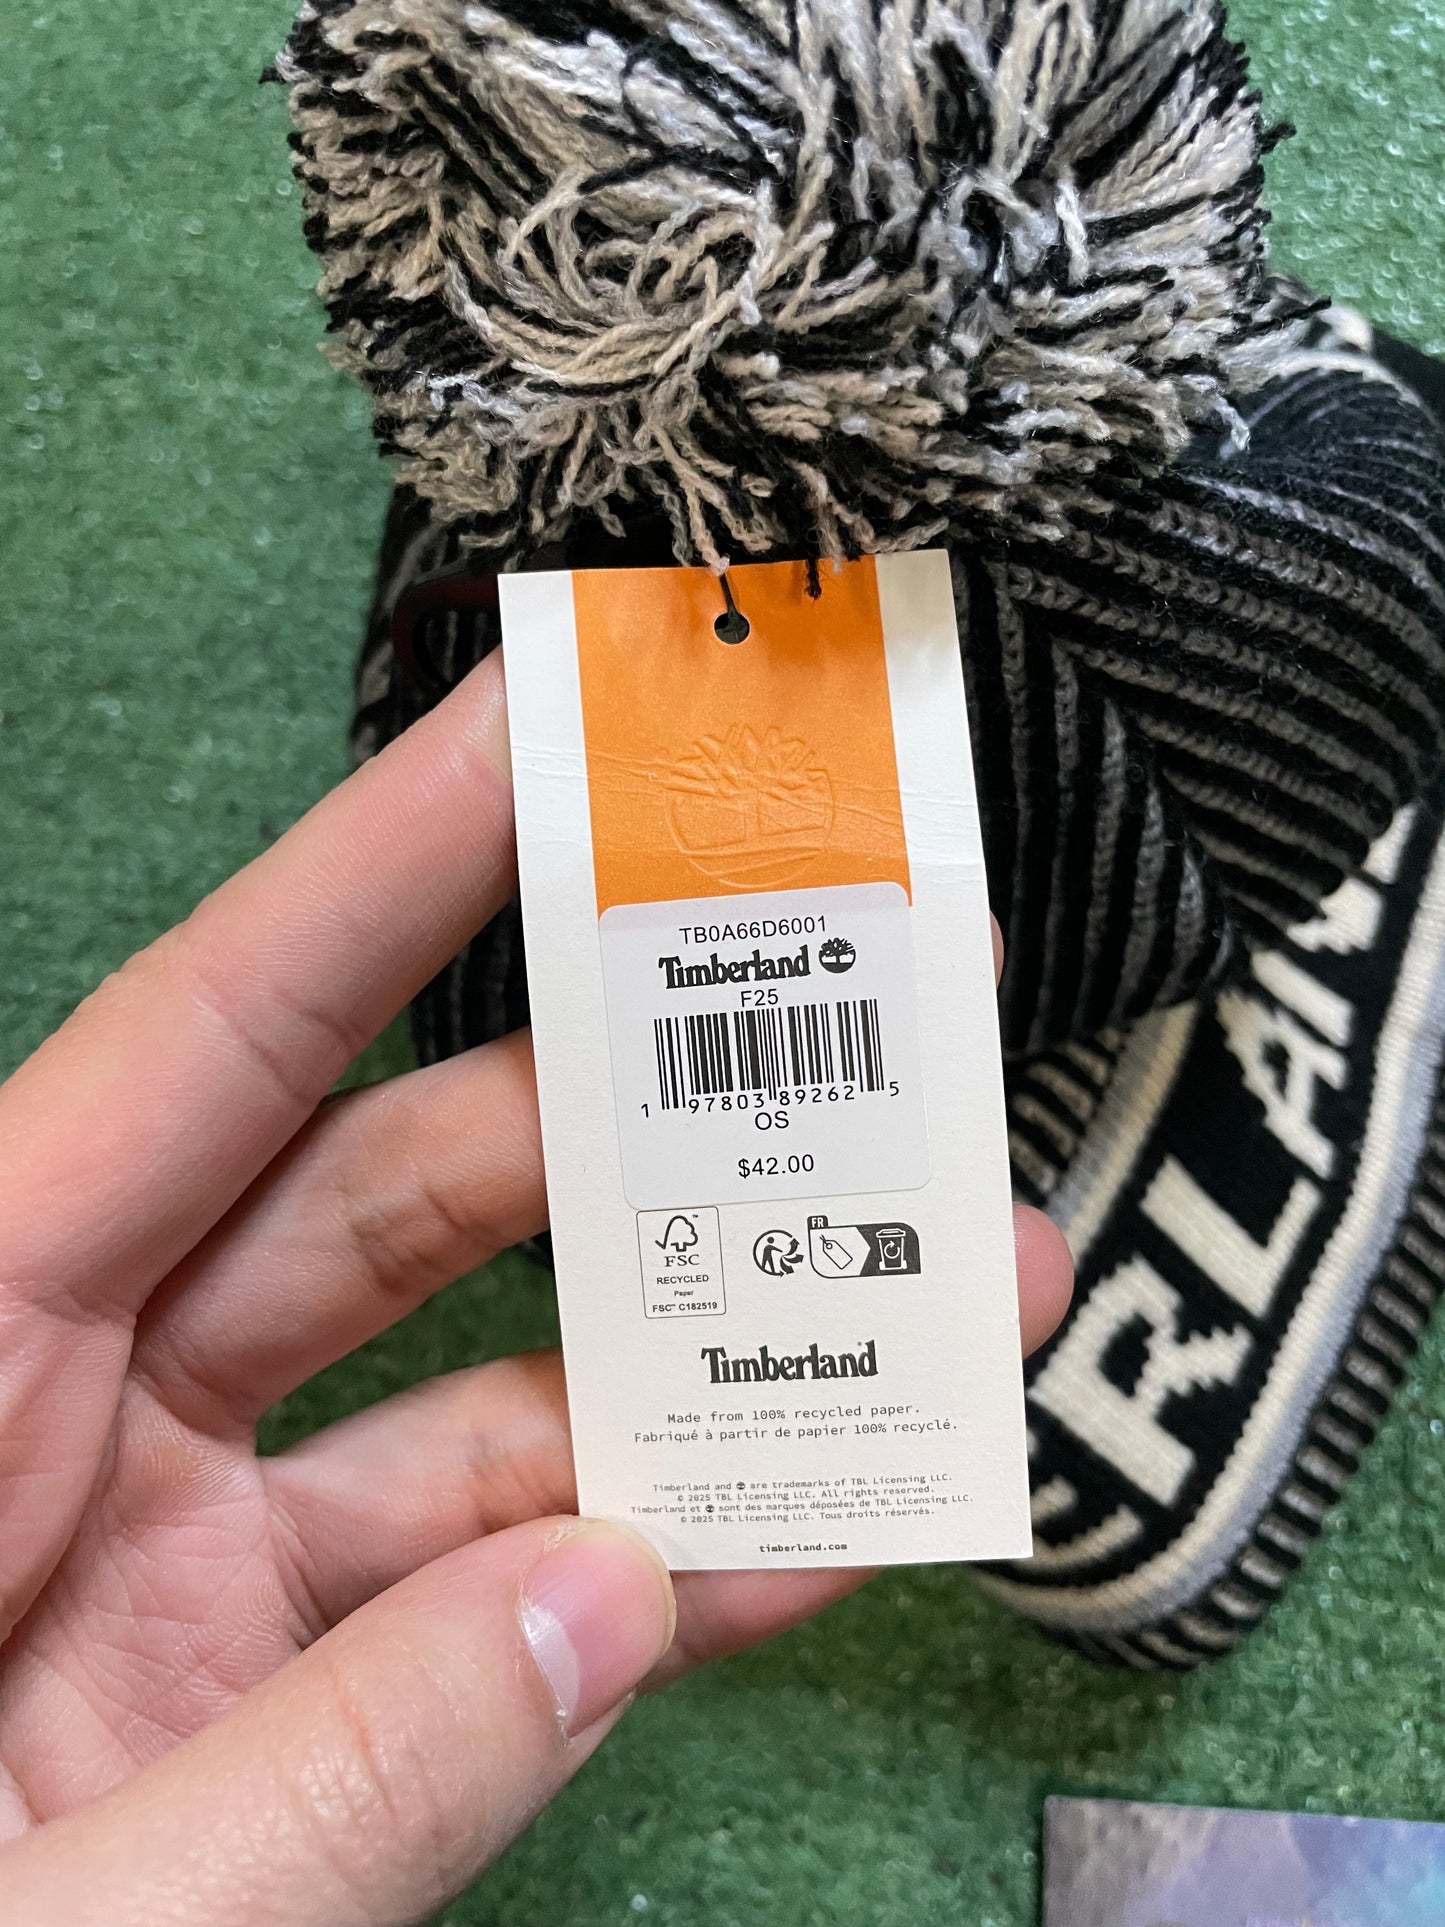 TB0A66D6001
Timberland
F25
1 97803 89262 5
OS
$42.00
FSC™
RECYCLED
Paper
FSC™ C182519
FR
Timberland
Made from 100% recycled paper.
Fabriqué à partir de papier 100% recyclé.
Timberland and are trademarks of TBL Licensing LLC.
© 2025 TBL Licensing LLC. All rights reserved.
Timberland et sont des marques déposées de TBL Licensing LLC.
© 2025 TBL Licensing LLC. Tous droits réservés.
timberland.com
ERLAN